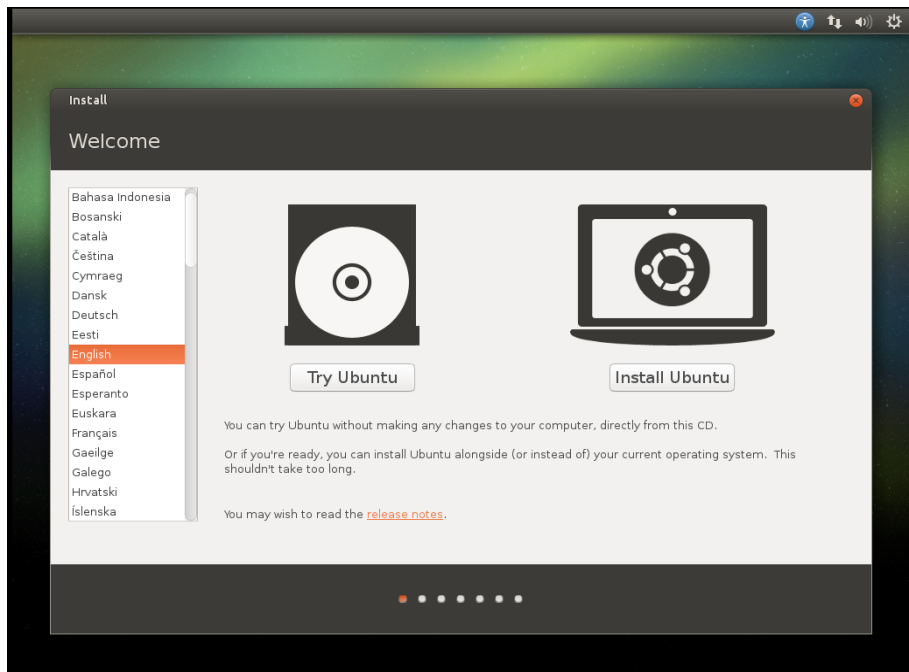 Install
Welcome
Bahasa Indonesia
Bosanski
Català
Čeština
Cymraeg
Dansk
Deutsch
Eesti
English
Español
Esperanto
Euskara
Français
Gaeilge
Galego
Hrvatski
Íslenska
Try Ubuntu
Install Ubuntu
You can try Ubuntu without making any changes to your computer, directly from this CD.
Or if you're ready, you can install Ubuntu alongside (or instead of) your current operating system. This
shouldn't take too long.
You may wish to read the release notes.